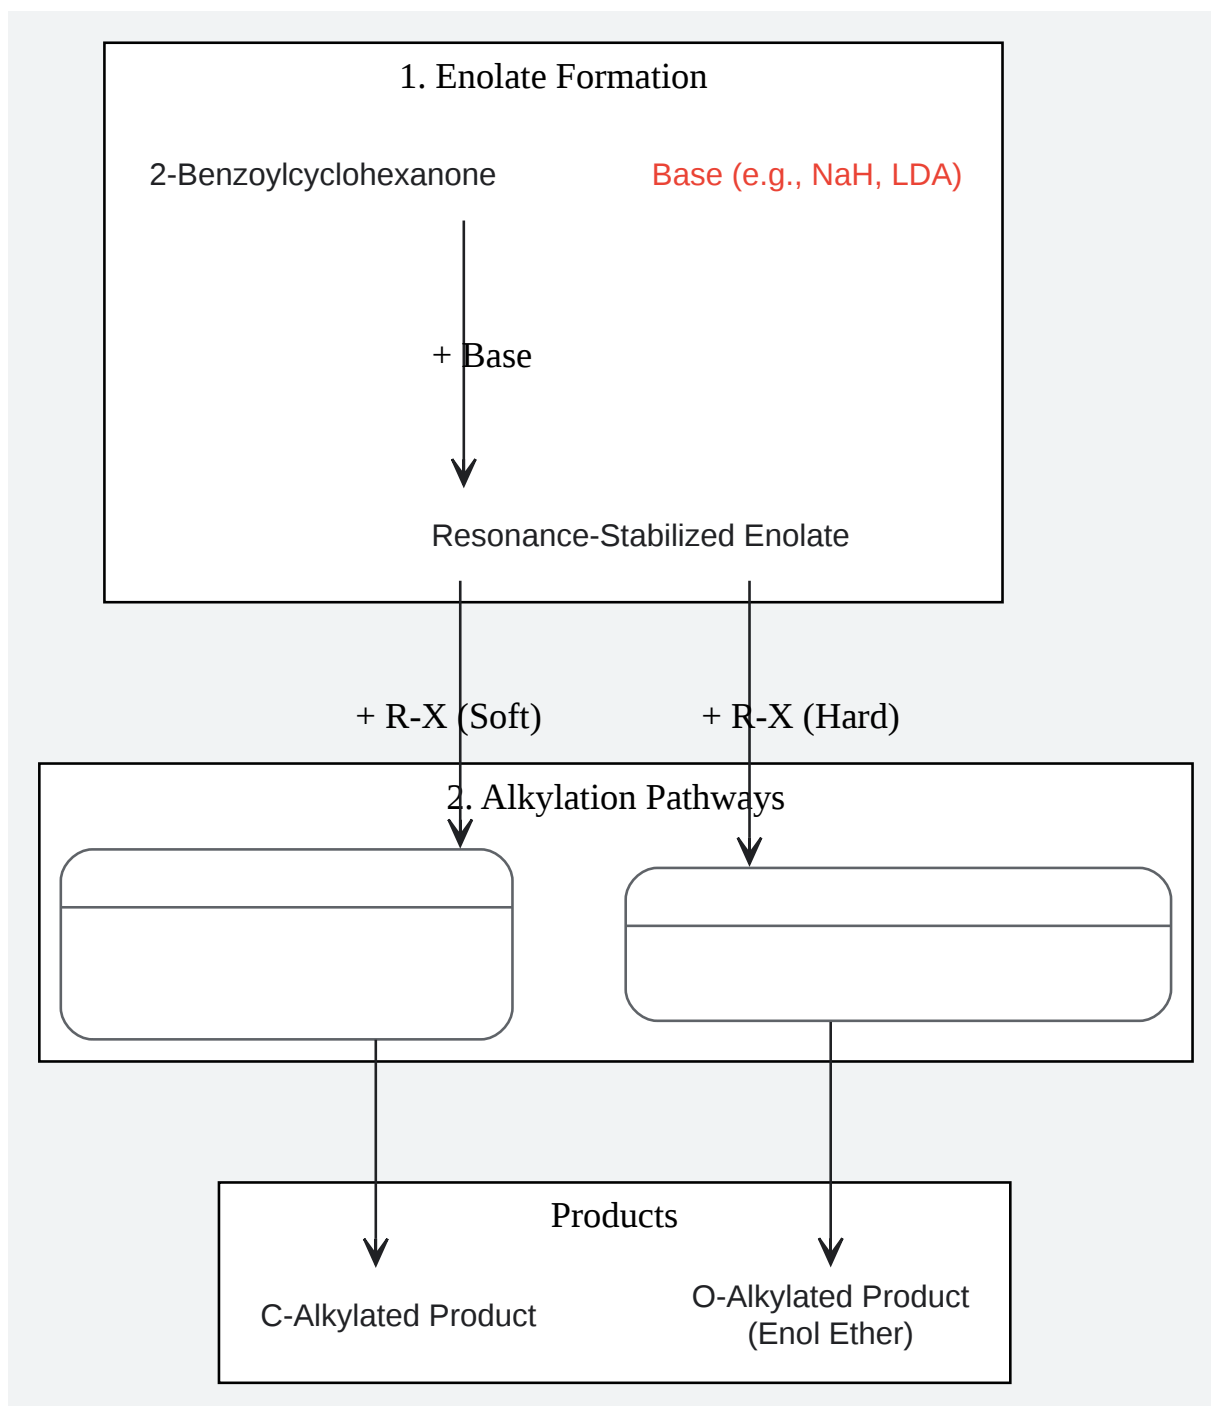 1. Enolate Formation
2-Benzoylcyclohexanone
Base (e.g., NaH, LDA)
+ Base
Resonance-Stabilized Enolate
+ R-X (Soft)
+ R-X (Hard)
2. Alkylation Pathways
Products
C-Alkylated Product
O-Alkylated Product
(Enol Ether)